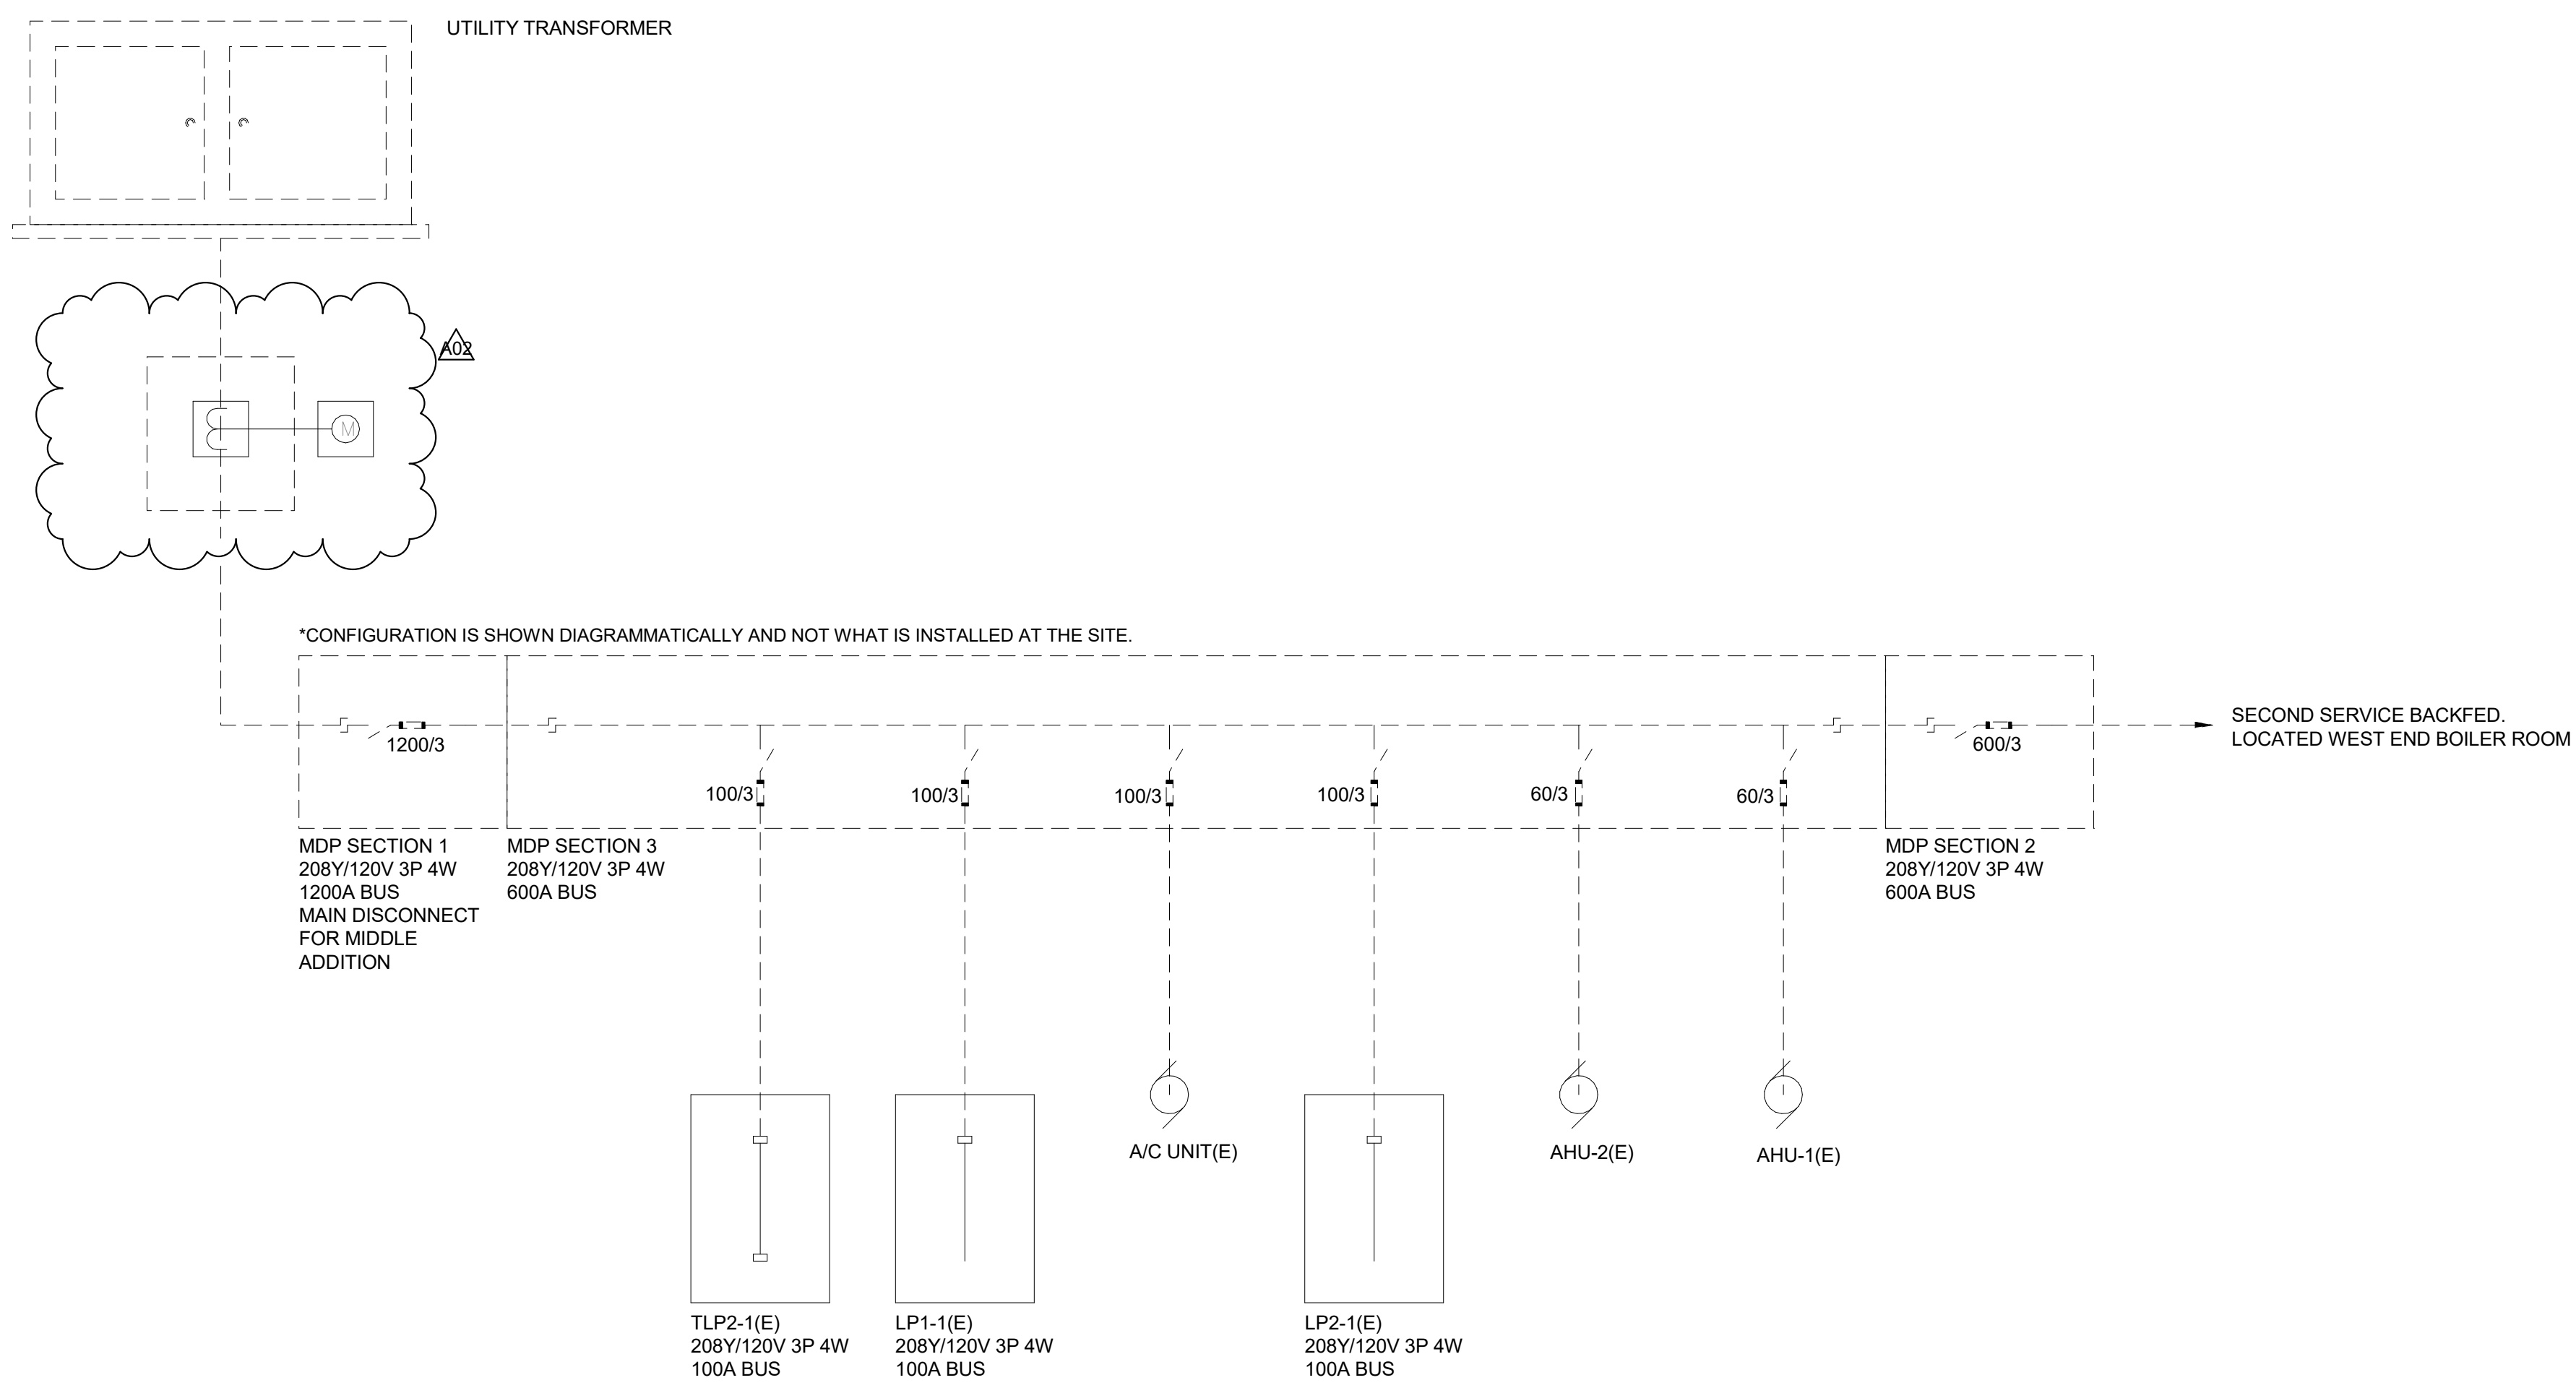 UTILITY TRANSFORMER
A02
M
*CONFIGURATION IS SHOWN DIAGRAMMATICALLY AND NOT WHAT IS INSTALLED AT THE SITE.
1200/3
600/3
SECOND SERVICE BACKFED.
LOCATED WEST END BOILER ROOM
100/3
100/3
100/3
100/3
60/3
60/3
MDP SECTION 1
208Y/120V 3P 4W
1200A BUS
MAIN DISCONNECT
FOR MIDDLE
ADDITION
MDP SECTION 3
208Y/120V 3P 4W
600A BUS
MDP SECTION 2
208Y/120V 3P 4W
600A BUS
A/C UNIT(E)
AHU-2(E)
AHU-1(E)
TLP2-1(E)
208Y/120V 3P 4W
100A BUS
LP1-1(E)
208Y/120V 3P 4W
100A BUS
LP2-1(E)
208Y/120V 3P 4W
100A BUS